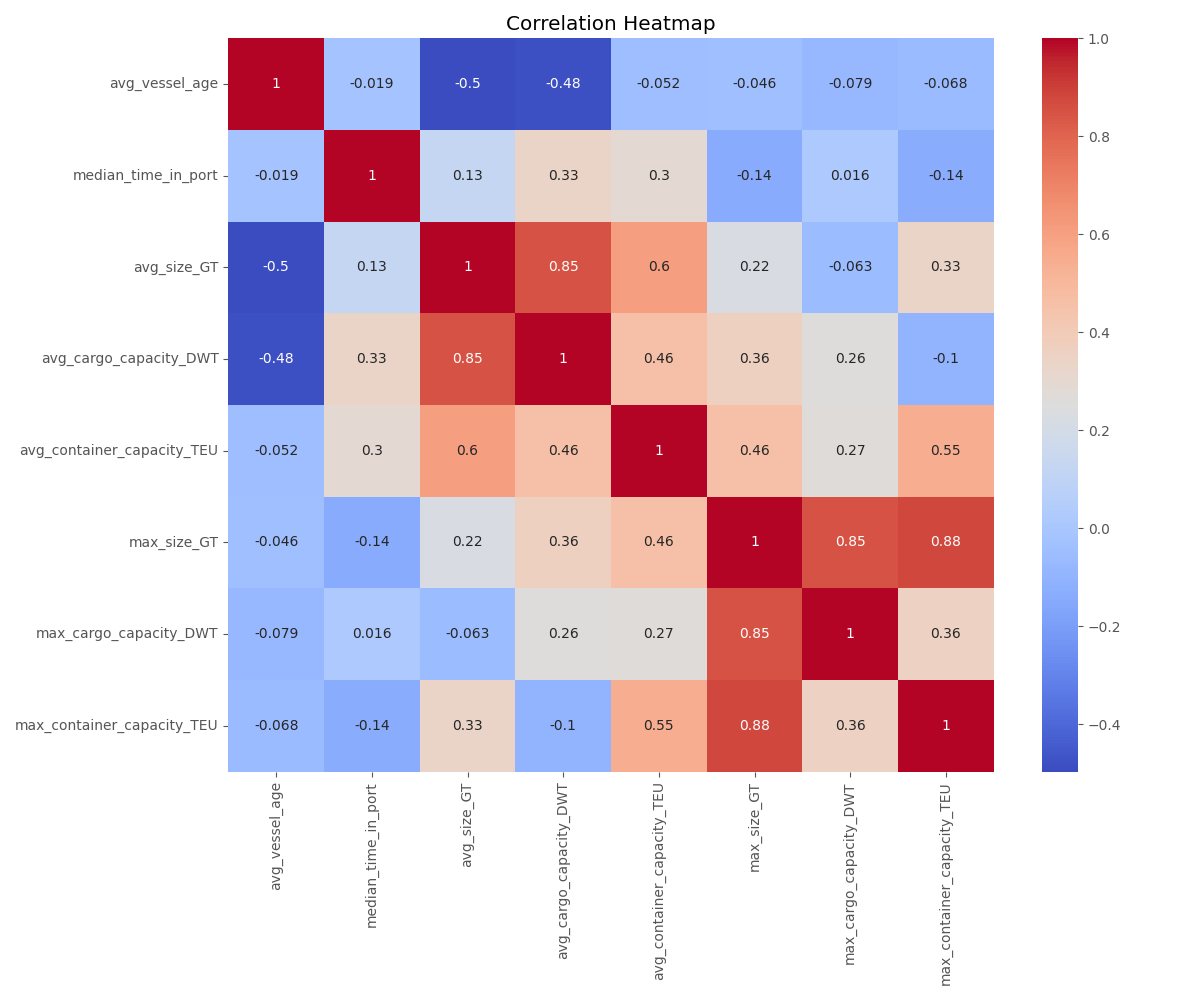 Correlation Heatmap
avg_vessel_age 1 -0.019 -0.5 -0.48 -0.052 -0.046 -0.079 -0.068
median_time_in_port -0.019 1 0.13 0.33 0.3 -0.14 0.016 -0.14
avg_size_GT -0.5 0.13 1 0.85 0.6 0.22 -0.063 0.33
avg_cargo_capacity_DWT -0.48 0.33 0.85 1 0.46 0.36 0.26 -0.1
avg_container_capacity_TEU -0.052 0.3 0.6 0.46 1 0.46 0.27 0.55
max_size_GT -0.046 -0.14 0.22 0.36 0.46 1 0.85 0.88
max_cargo_capacity_DWT -0.079 0.016 -0.063 0.26 0.27 0.85 1 0.36
max_container_capacity_TEU -0.068 -0.14 0.33 -0.1 0.55 0.88 0.36 1
avg_vessel_age
median_time_in_port
avg_size_GT
avg_cargo_capacity_DWT
avg_container_capacity_TEU
max_size_GT
max_cargo_capacity_DWT
max_container_capacity_TEU
1.0
0.8
0.6
0.4
0.2
0.0
−0.2
−0.4